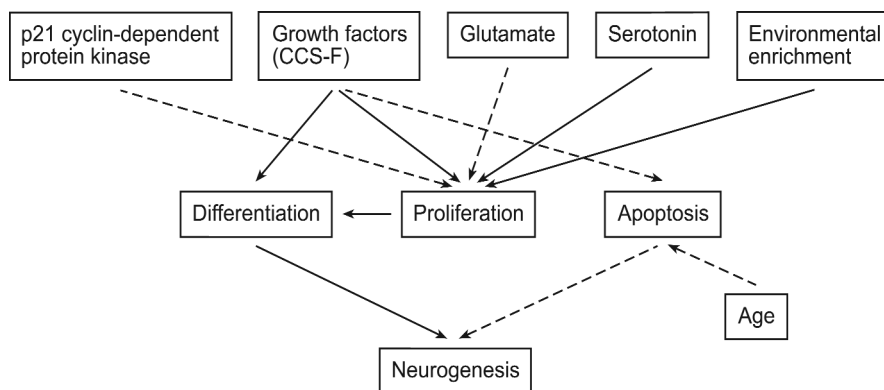 p21 cyclin-dependent
protein kinase
Growth factors
(CCS-F)
Glutamate
Serotonin
Environmental
enrichment
Differentiation
Proliferation
Apoptosis
Age
Neurogenesis